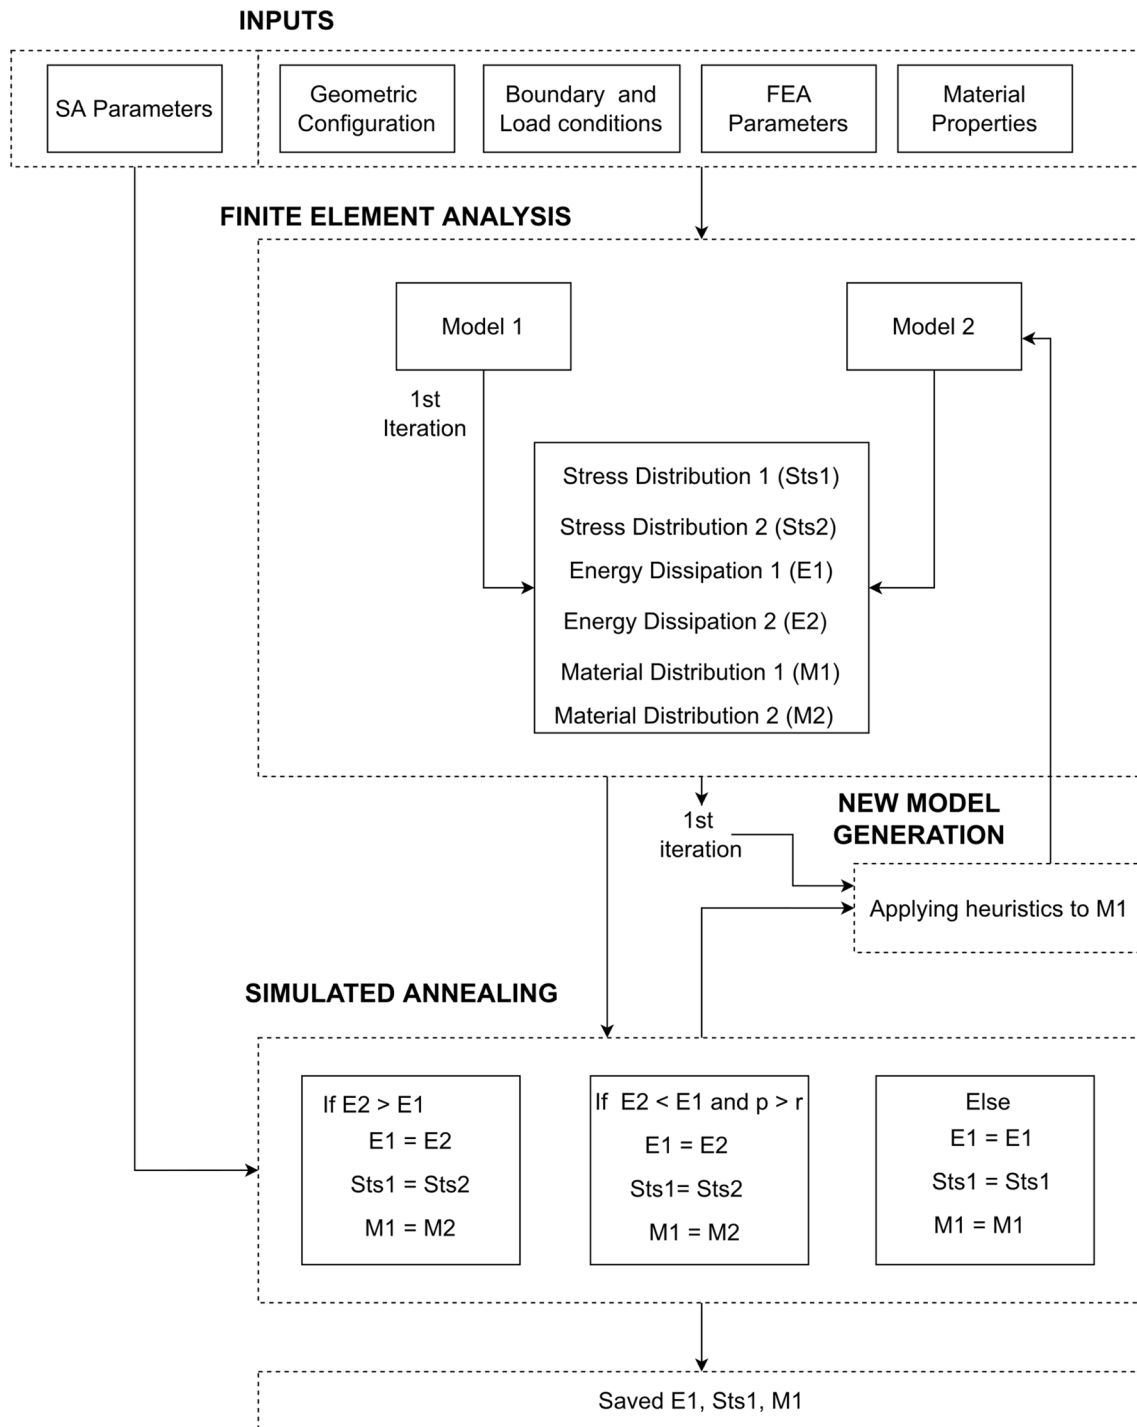 INPUTS
SA Parameters
Geometric
Configuration
Boundary and
Load conditions
FEA
Parameters
Material
Properties
FINITE ELEMENT ANALYSIS
Model 1
Model 2
1st
Iteration
Stress Distribution 1 (Sts1)
Stress Distribution 2 (Sts2)
Energy Dissipation 1 (E1)
Energy Dissipation 2 (E2)
Material Distribution 1 (M1)
Material Distribution 2 (M2)
1st
iteration
NEW MODEL
GENERATION
Applying heuristics to M1
SIMULATED ANNEALING
If E2 > E1
E1 = E2
Sts1 = Sts2
M1 = M2
If E2 < E1 and p > r
E1 = E2
Sts1= Sts2
M1 = M2
Else
E1 = E1
Sts1 = Sts1
M1 = M1
Saved E1, Sts1, M1